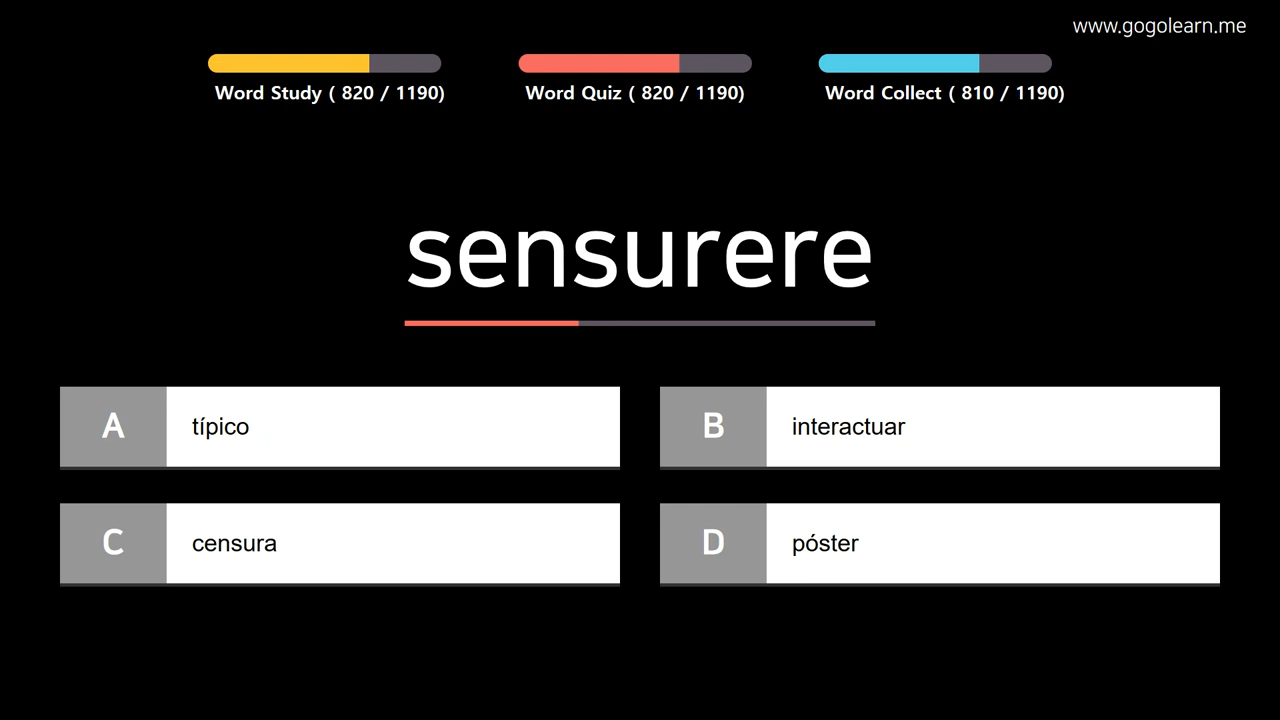 www.gogolearn.me
Word Study ( 820 / 1190)
Word Quiz ( 820 / 1190)
Word Collect ( 810 / 1190)
sensurere
A
típico
B
interactuar
C
censura
D
póster